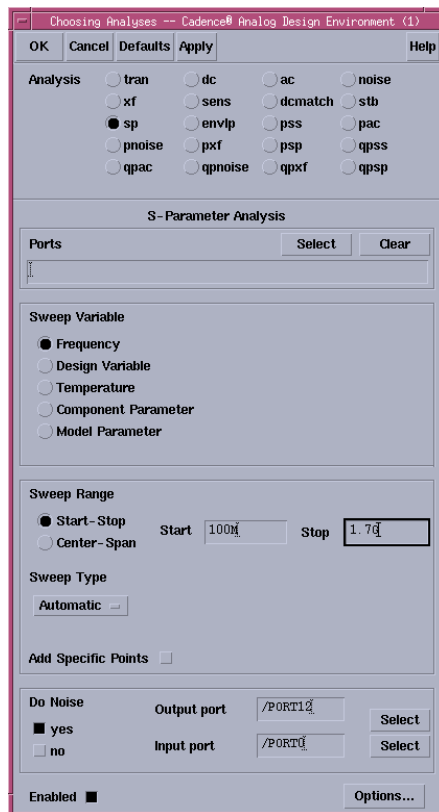 Choosing Analyses -- Cadence® Analog Design Environment (1)
OK Cancel Defaults Apply Help
Analysis tran dc ac noise
xf sens dcmatch stb
sp envlp pss pac
pnoise pxf psp qpss
qpac qpnoise qpxf qpsp
S-Parameter Analysis
Ports Select Clear
Sweep Variable
Frequency
Design Variable
Temperature
Component Parameter
Model Parameter
Sweep Range
Start-Stop Start 100M Stop 1.7G
Center-Span
Sweep Type
Automatic
Add Specific Points
Do Noise
Output port /PORT12 Select
yes
Input port /PORT0 Select
no
Enabled Options...